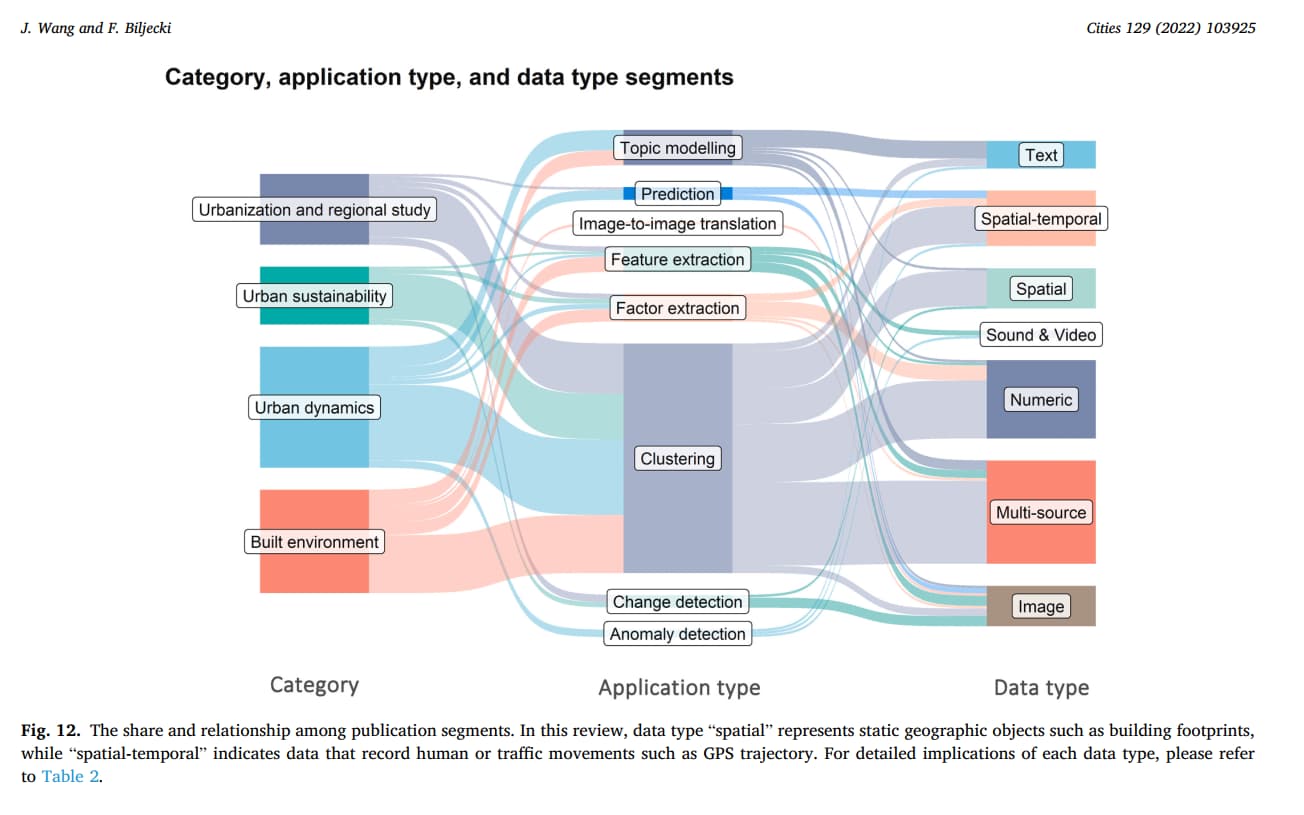 J. Wang and F. Biljecki
Cities 129 (2022) 103925
Category, application type, and data type segments
Urbanization and regional study
Urban sustainability
Urban dynamics
Built environment
Topic modelling
Prediction
Image-to-image translation
Feature extraction
Factor extraction
Clustering
Change detection
Anomaly detection
Text
Spatial-temporal
Spatial
Sound & Video
Numeric
Multi-source
Image
Category
Application type
Data type
Fig. 12. The share and relationship among publication segments. In this review, data type “spatial” represents static geographic objects such as building footprints,
while “spatial-temporal” indicates data that record human or traffic movements such as GPS trajectory. For detailed implications of each data type, please refer
to Table 2.